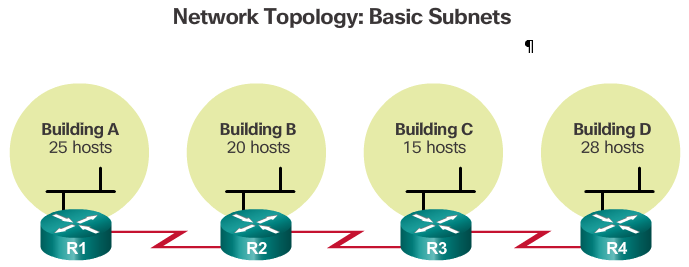 Network Topology: Basic Subnets
¶
Building A
25 hosts
Building B
20 hosts
Building C
15 hosts
Building D
28 hosts
R1
R2
R3
R4